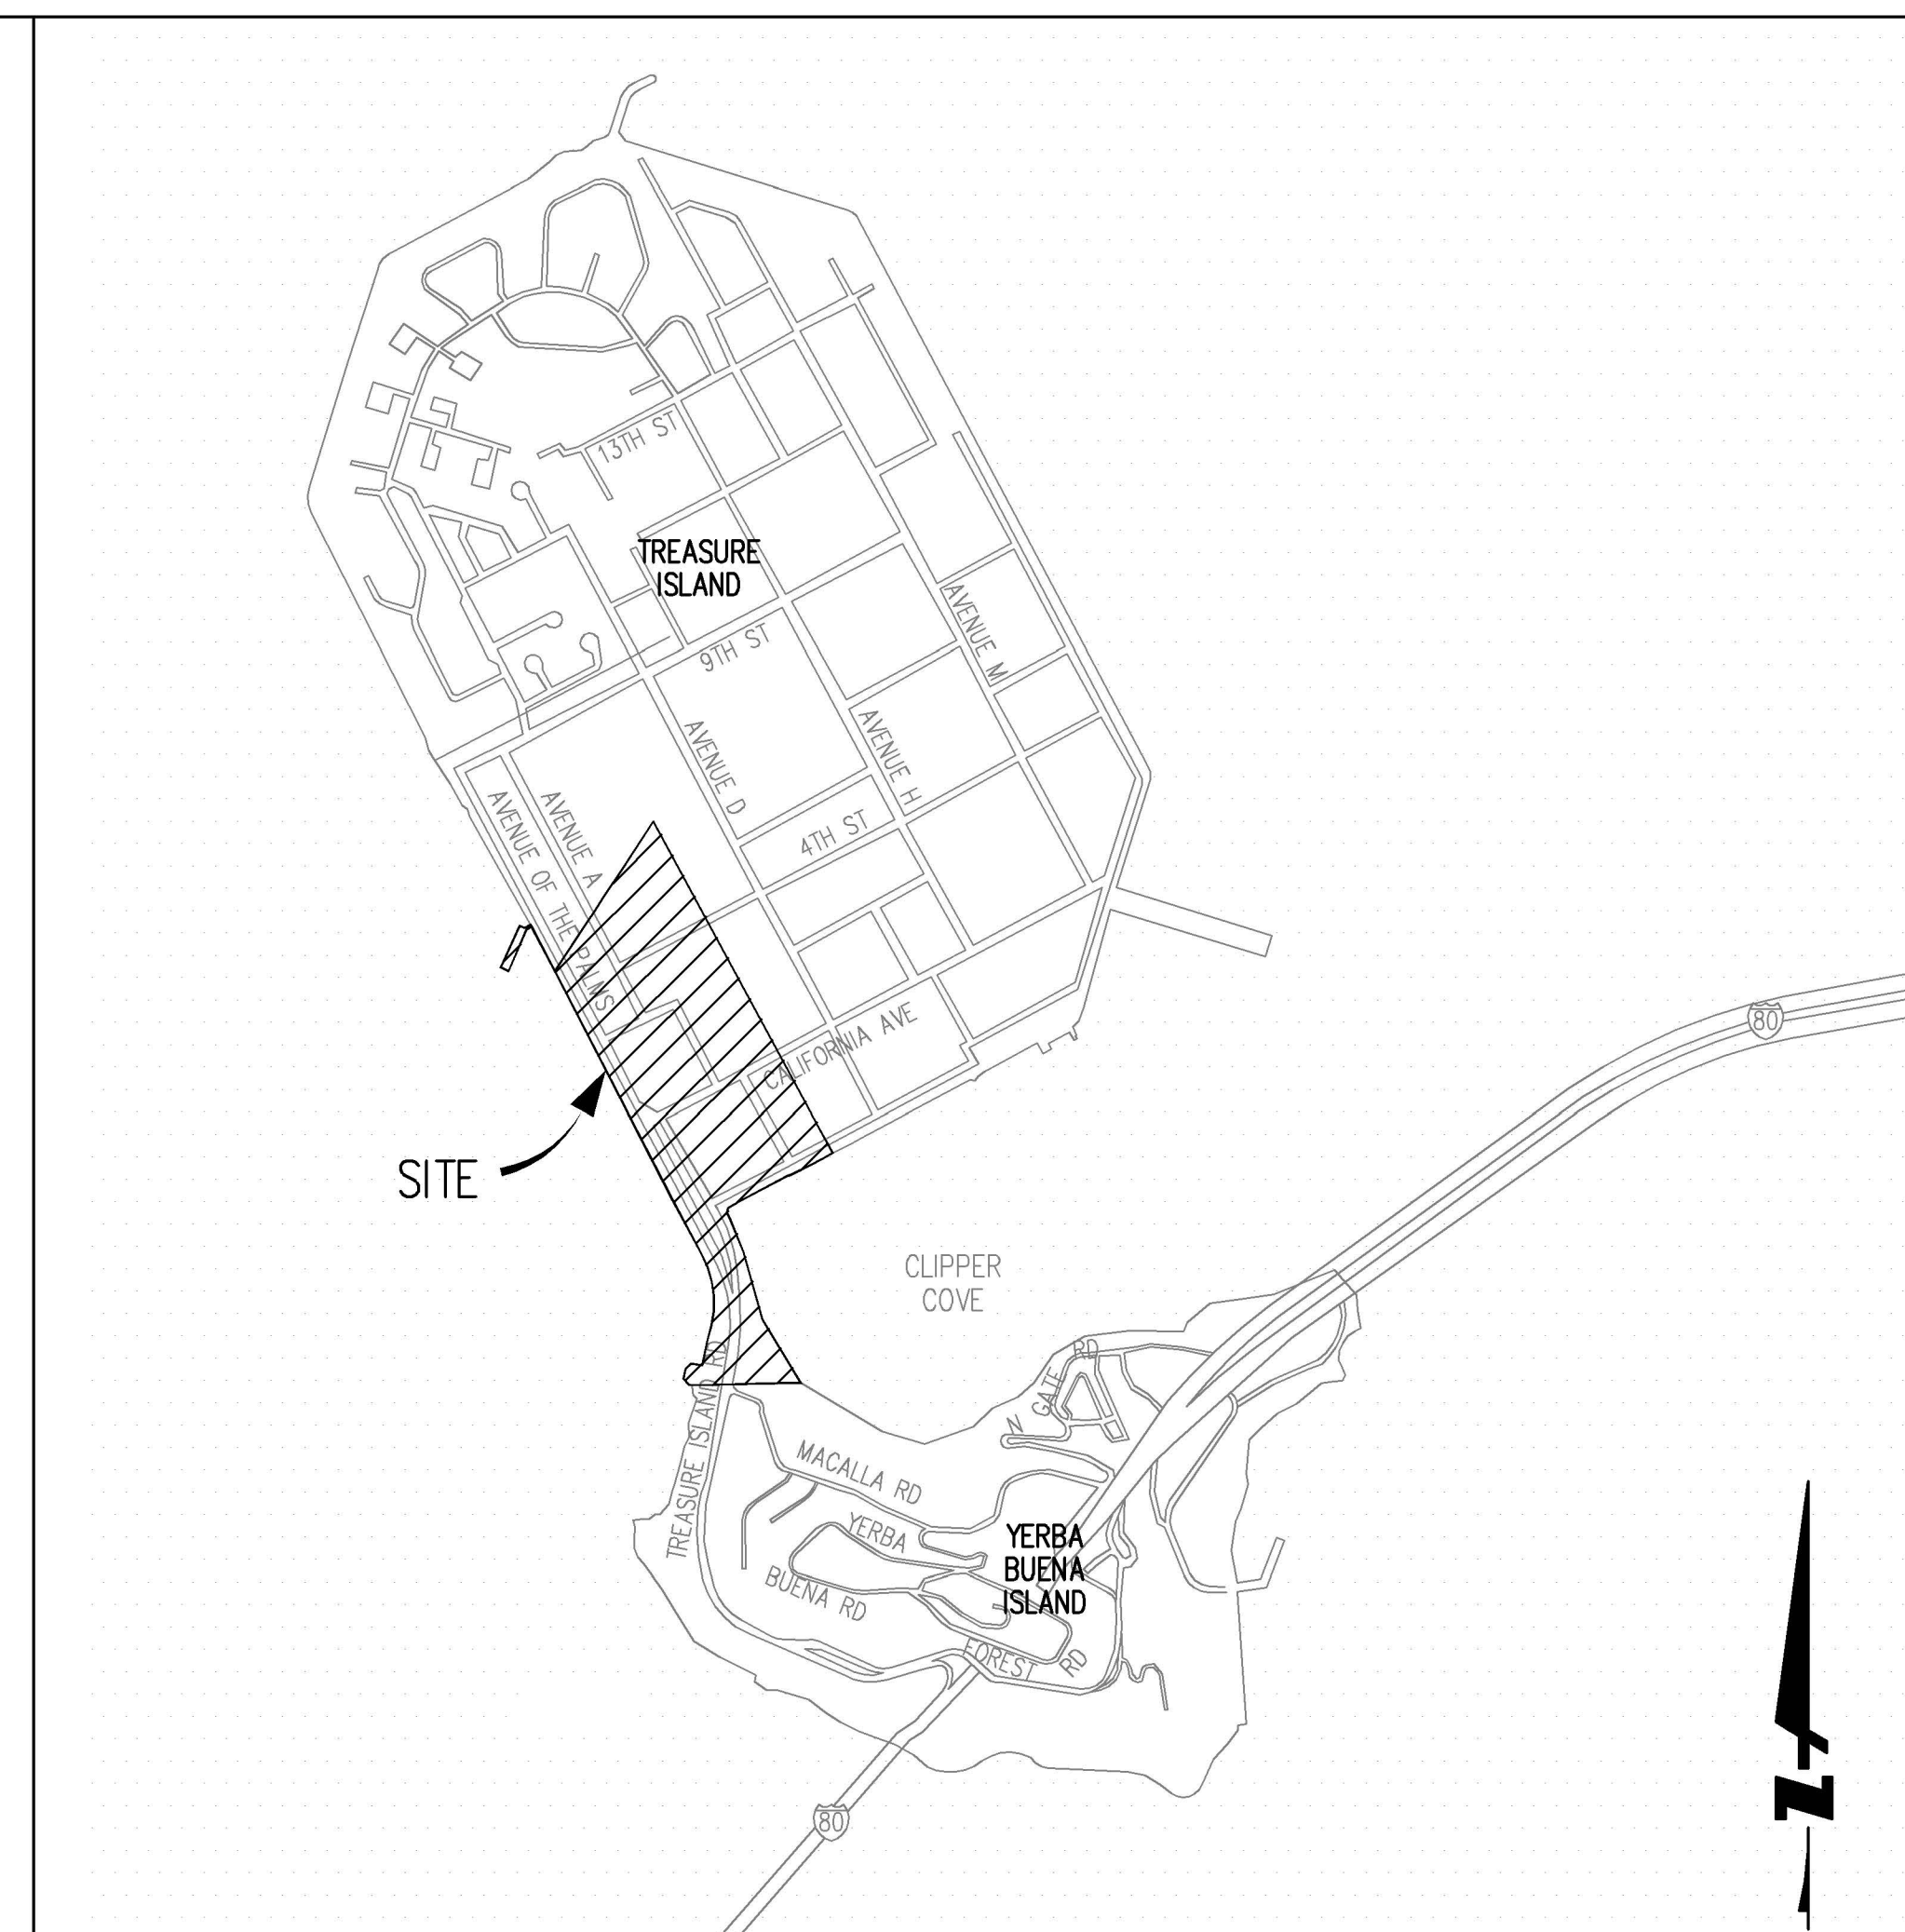 13TH ST
TREASURE
ISLAND
AVENUE M
9TH ST
AVENUE D
AVENUE H
AVENUE A
AVENUE OF THE PALMS
4TH ST
CALIFORNIA AVE
80
SITE
CLIPPER
COVE
N GATE RD
TREASURE ISLAND RD
MACALLA RD
YERBA
BUENA RD
YERBA
BUENA
ISLAND
FOREST RD
80
N